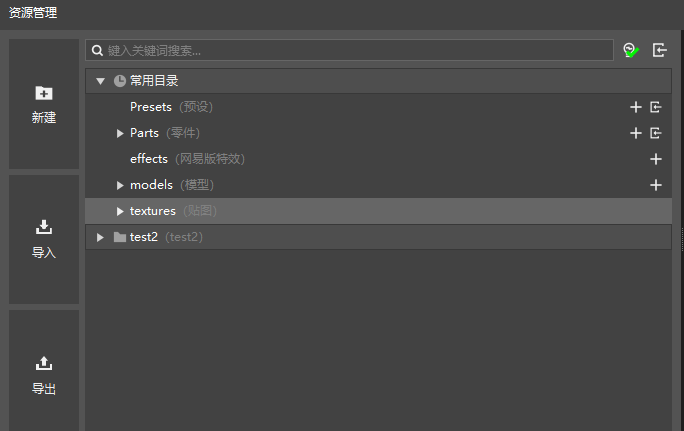 资源管理
键入关键词搜索...
新建
导入
导出
常用目录
Presets (预设)
Parts (零件)
effects (网易版特效)
models (模型)
textures (贴图)
test2 (test2)